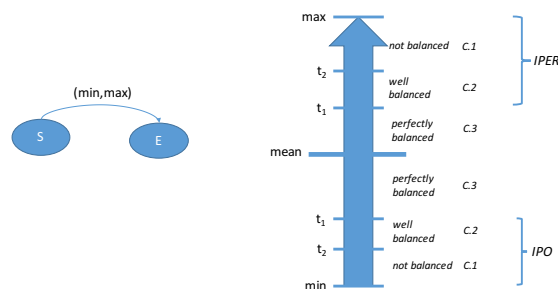 (min,max)
S
E
max
not balanced C.1
t2
well
balanced C.2
IPER
t1
perfectly
balanced C.3
mean
perfectly
balanced C.3
t1
well
balanced C.2
t2
IPO
not balanced C.1
min